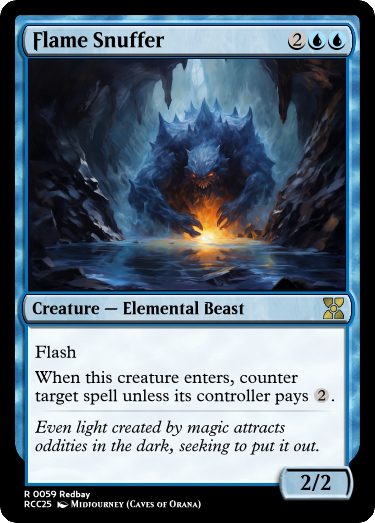 Flame Snuffer 2
Creature — Elemental Beast
Flash
When this creature enters, counter
target spell unless its controller pays 2.
Even light created by magic attracts
oddities in the dark, seeking to put it out.
2/2
R 0059 Redbay
RCC25 Midjourney (Caves of Orana)